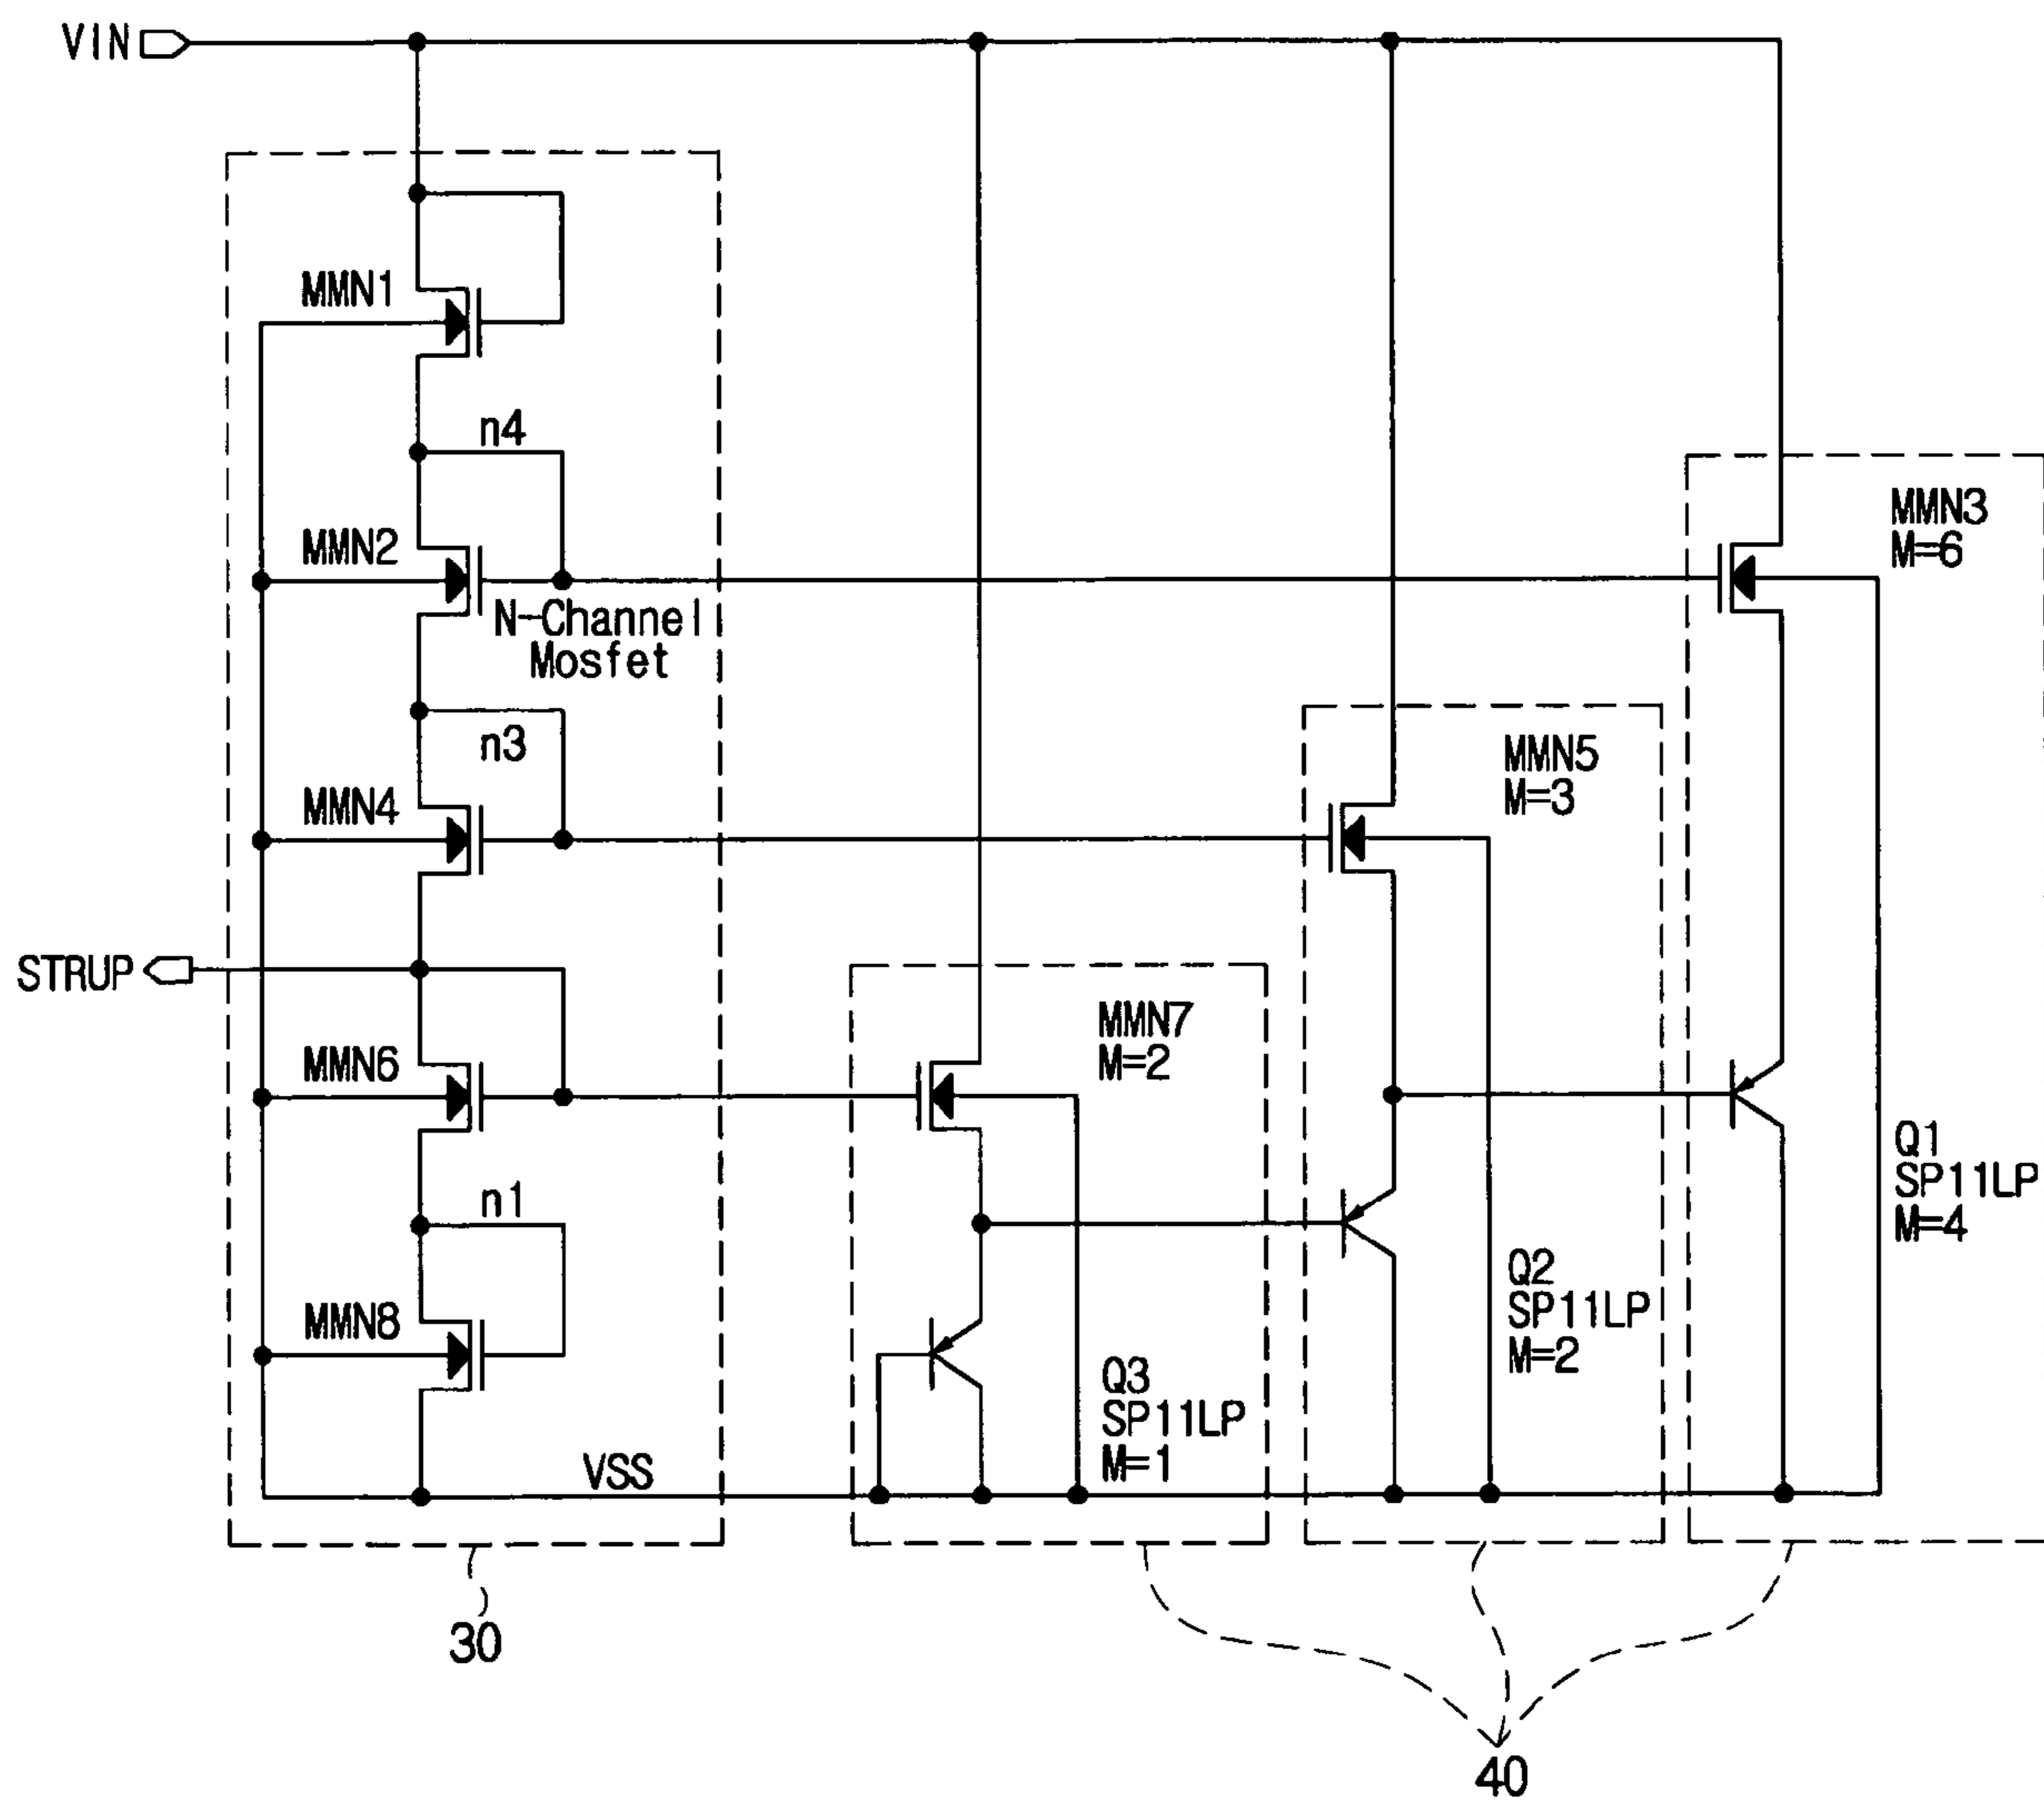 VIN
MMN1
n4
MMN2
N-Channel
Mosfet
MMN3
M=6
n3
MMN4
MMN5
M=3
STRUP
MMN6
MMN7
M=2
n1
MMN8
Q1
SP11LP
M=4
Q2
SP11LP
M=2
Q3
SP11LP
M=1
VSS
30
40